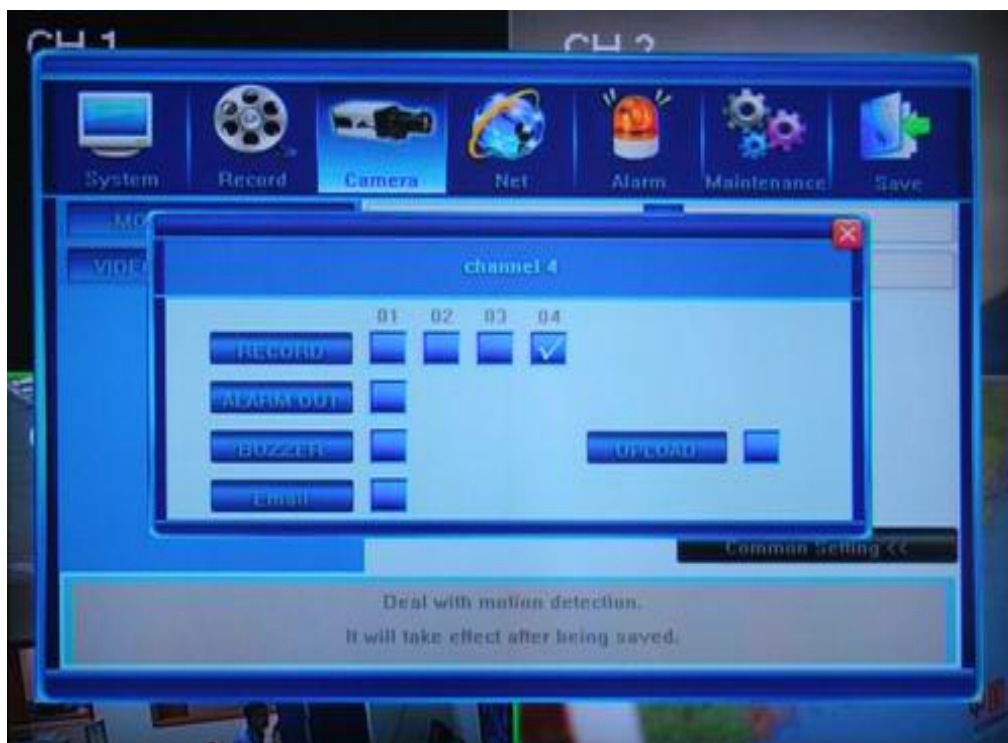 CH 1 CH 2
System Record Camera Net Alarm Maintenance Save
channel 4
01 02 03 04
RECORD
ALARM OUT
BUZZER UPLOAD
Email
Common Setting <<
Deal with motion detection.
It will take effect after being saved.